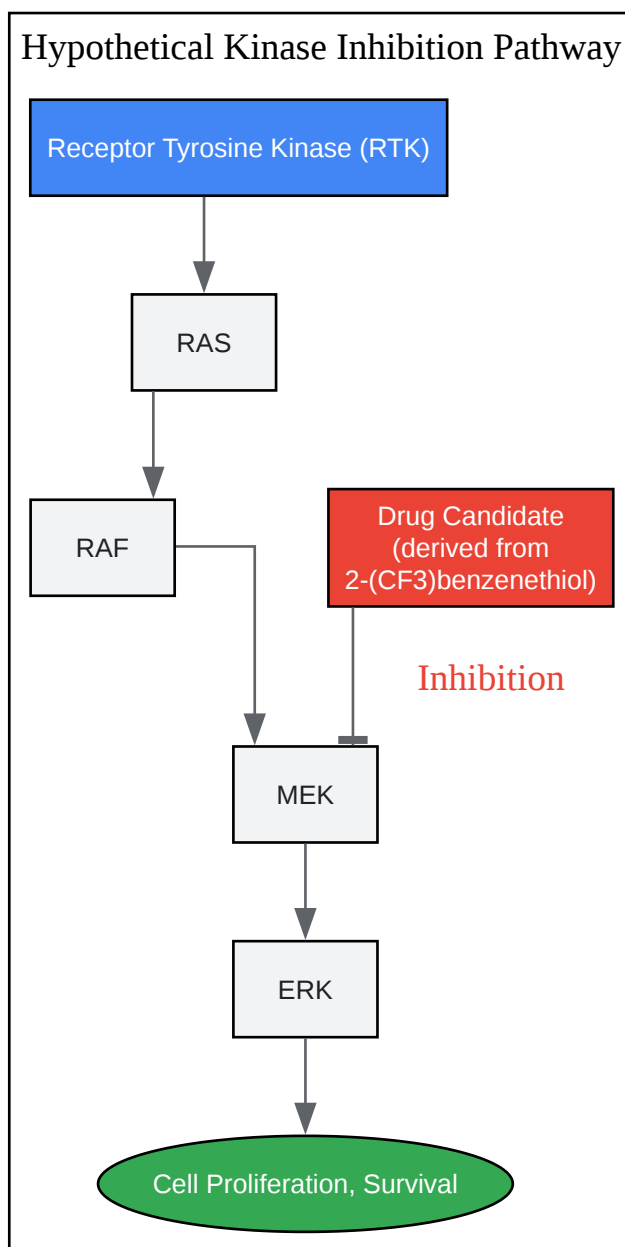 Hypothetical Kinase Inhibition Pathway
Receptor Tyrosine Kinase (RTK)
RAS
RAF
Drug Candidate
(derived from
2-(CF3)benzenethiol)
Inhibition
MEK
ERK
Cell Proliferation, Survival